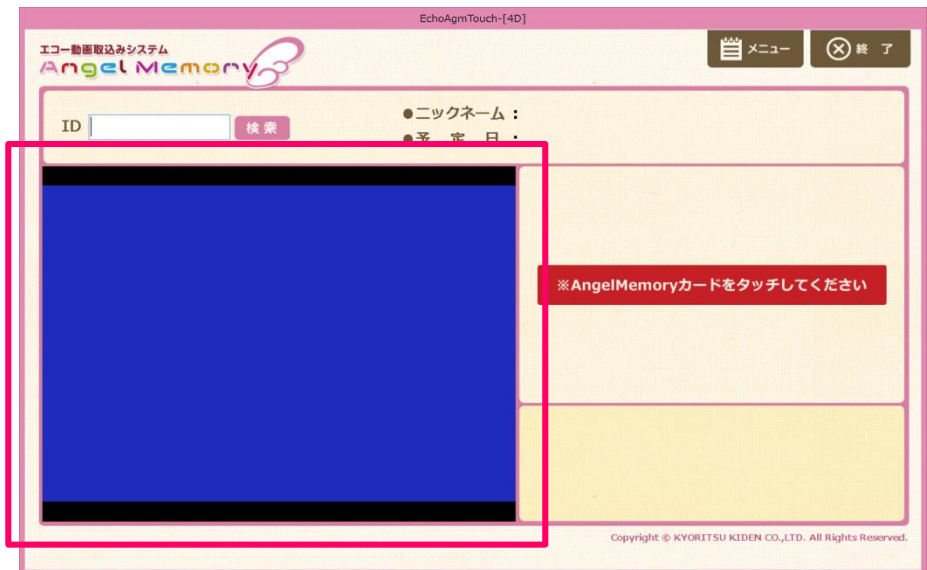 EchoAgmTouch-[4D]
エコー動画取込みシステム
Angel Memory
メニュー
終 了
ID
検索
●ニックネーム：
●予 定 日 ：
※AngelMemoryカードをタッチしてください
Copyright © KYORITSU KIDEN CO.,LTD. All Rights Reserved.